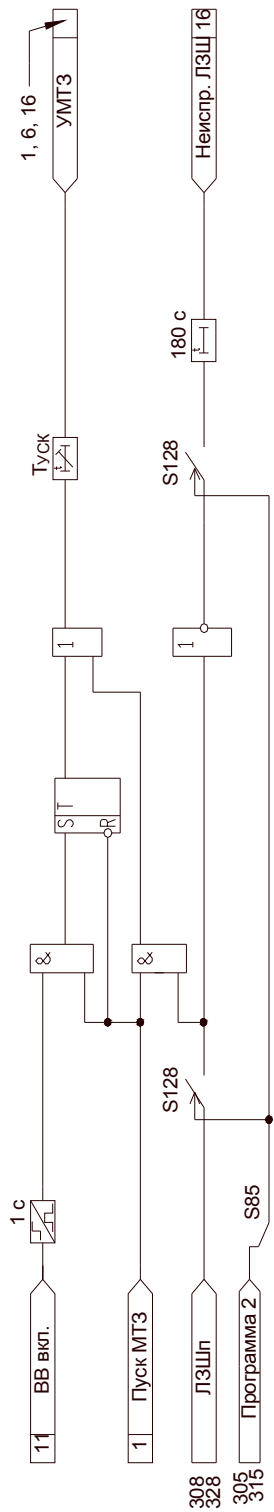 11 ВВ вкл.
1 с
&
S T
R
1
Туск
t
УМТЗ
1, 6, 16
1 Пуск МТЗ
&
308
328
ЛЗШп
S128
1
S128
180 с
t
Неиспр. ЛЗШ 16
305
315
Программа 2
S85